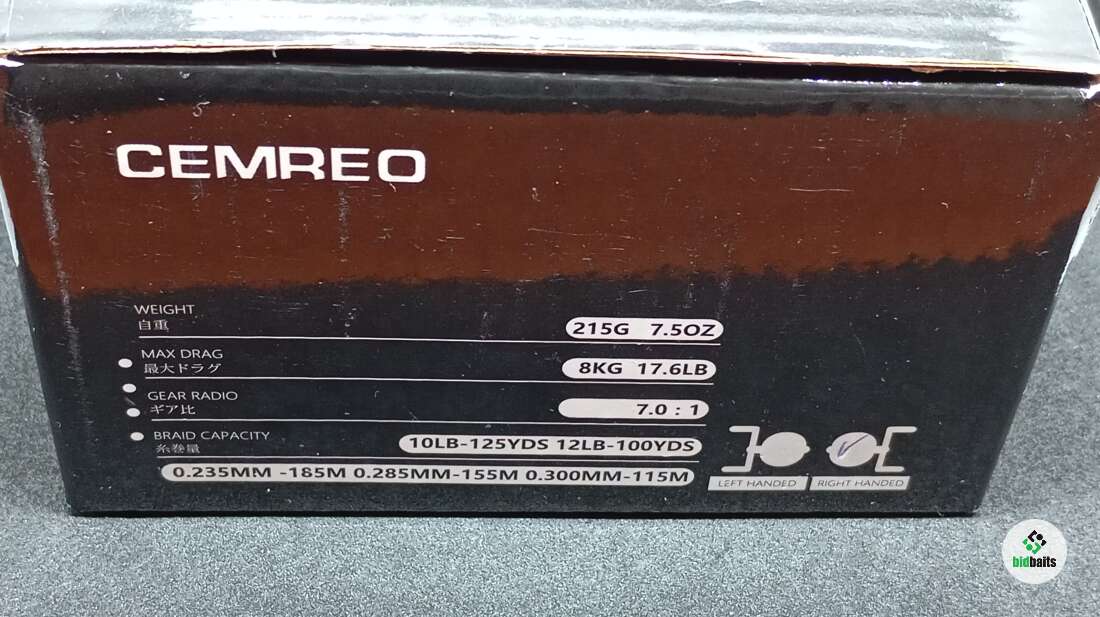 CEMREO
WEIGHT
自重
215G 7.5OZ
MAX DRAG
最大ドラグ
8KG 17.6LB
GEAR RADIO
ギア比
7.0 : 1
BRAID CAPACITY
糸巻量
10LB-125YDS 12LB-100YDS
0.235MM -185M 0.285MM-155M 0.300MM-115M
LEFT HANDED
RIGHT HANDED
bidbaits